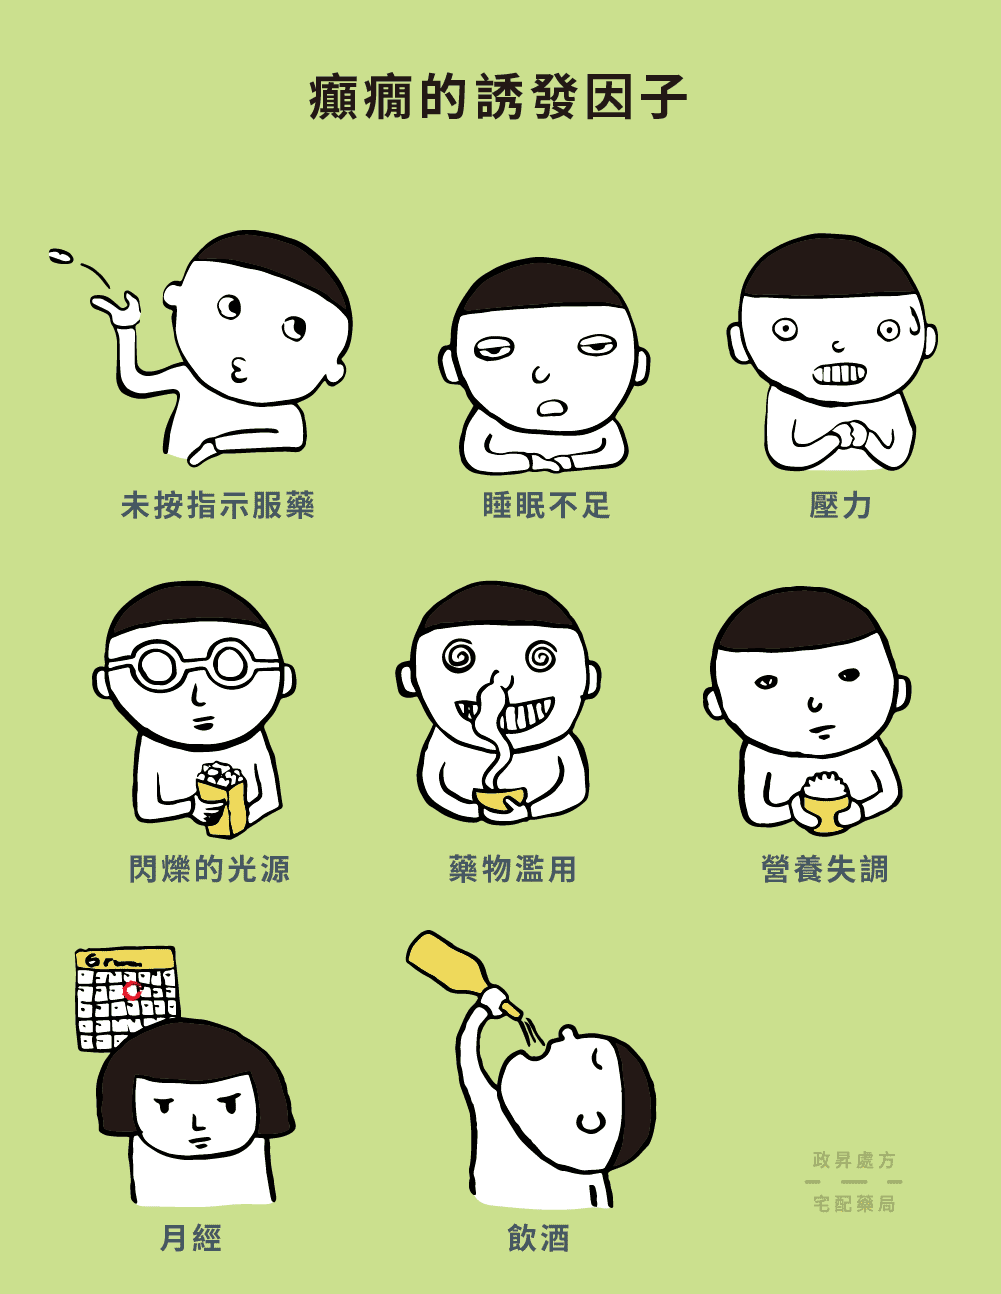 癲癇的誘發因子
未按指示服藥
睡眠不足
壓力
閃爍的光源
藥物濫用
營養失調
月經
飲酒
政昇處方
宅配藥局